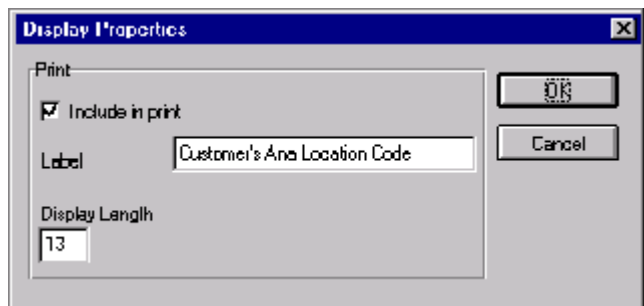 Display Properties
Print
Include in print
OK
Label
Customer's Ana Location Code
Cancel
Display Length
13